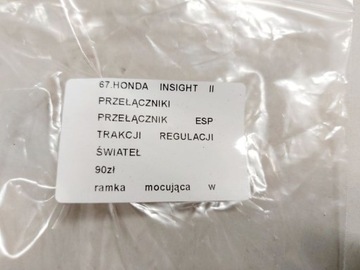 67.HONDA INSIGHT II
PRZEŁĄCZNIKI
PRZEŁĄCZNIK ESP
TRAKCJI REGULACJI
ŚWIATEŁ
90zł
ramka mocująca w